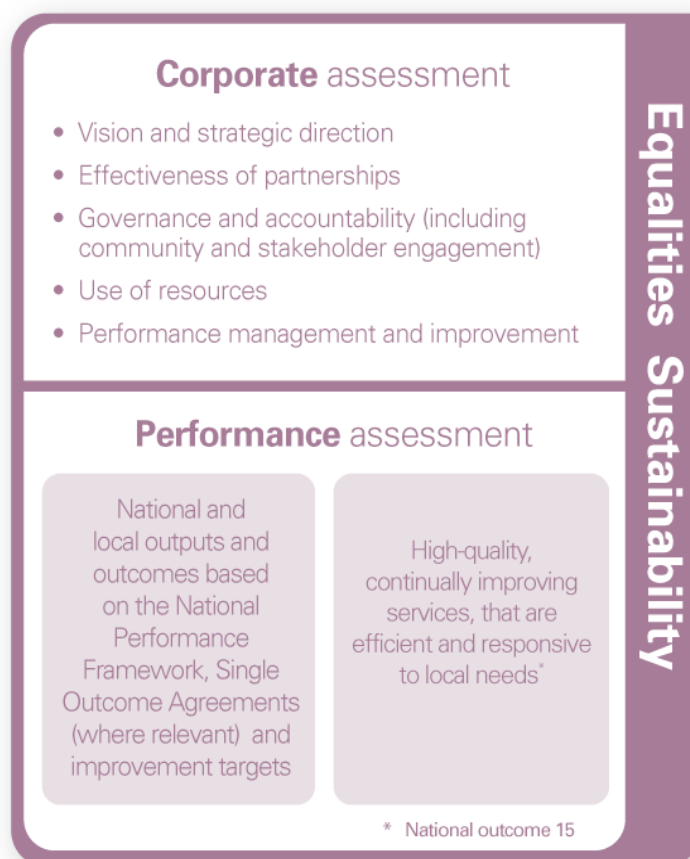 Corporate assessment
• Vision and strategic direction
• Effectiveness of partnerships
• Governance and accountability (including
community and stakeholder engagement)
• Use of resources
• Performance management and improvement
Performance assessment
National and
local outputs and
outcomes based
on the National
Performance
Framework, Single
Outcome Agreements
(where relevant) and
improvement targets
High-quality,
continually improving
services, that are
efficient and responsive
to local needs*
* National outcome 15
Equalities Sustainability